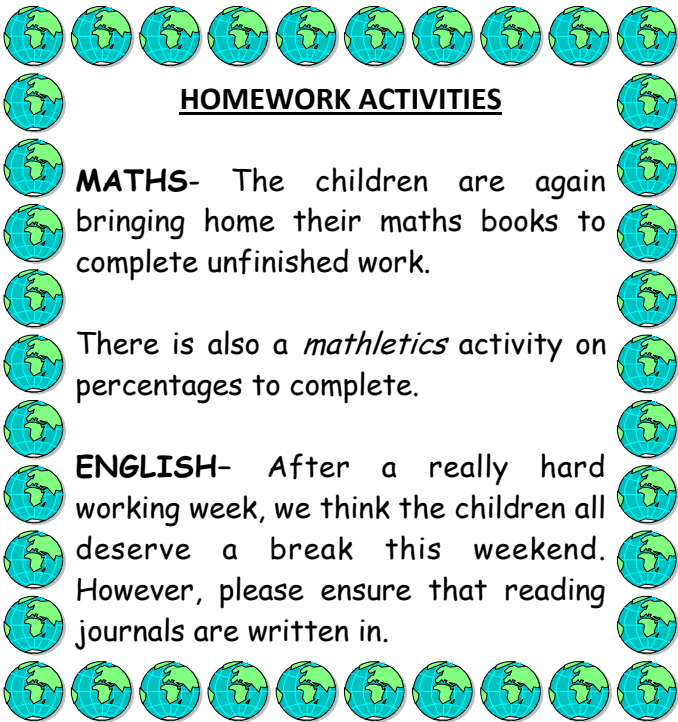 HOMEWORK ACTIVITIES
MATHS- The children are again
bringing home their maths books to
complete unfinished work.
There is also a mathletics activity on
percentages to complete.
ENGLISH– After a really hard
working week, we think the children all
deserve a break this weekend.
However, please ensure that reading
journals are written in.